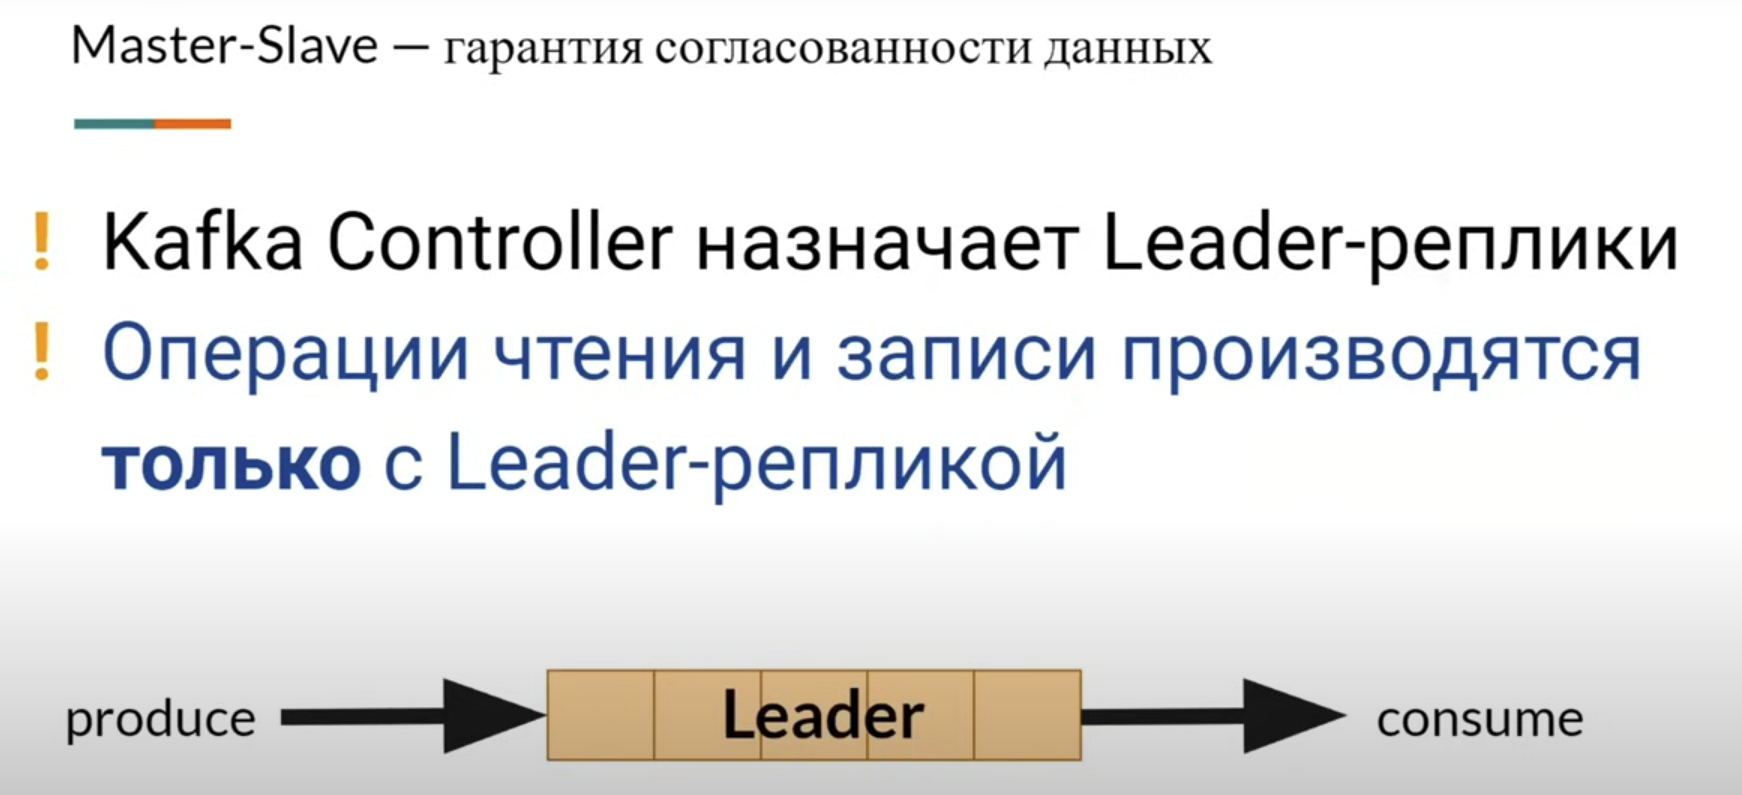 Master-Slave — гарантия согласованности данных
! Kafka Controller назначает Leader-реплики
! Операции чтения и записи производятся
только с Leader-репликой
produce Leader consume